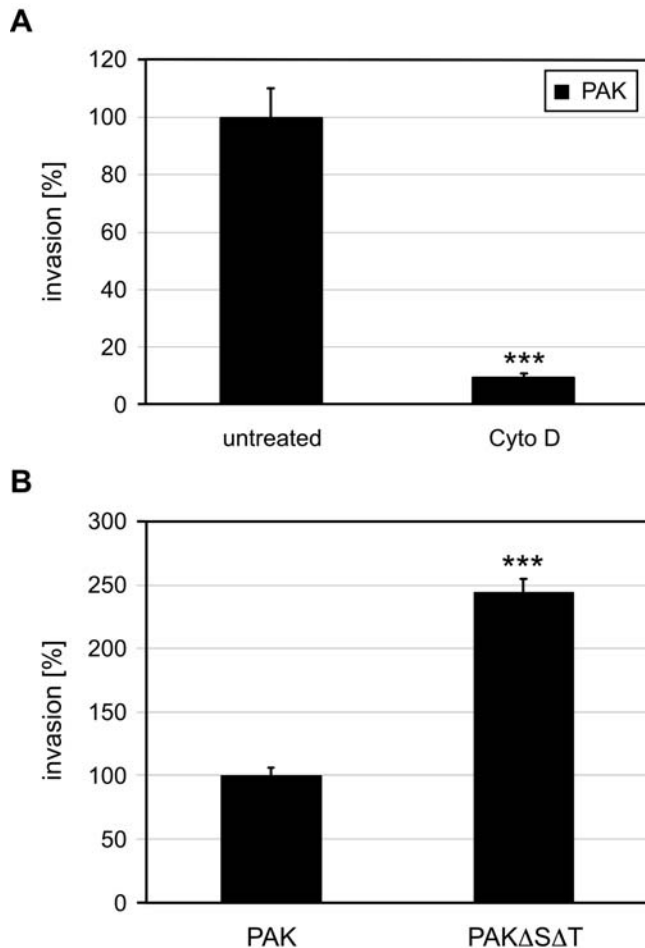 A
120
PAK
100
80
60
40
20
0
invasion [%]
***
untreated
Cyto D
B
300
250
200
150
100
50
0
invasion [%]
***
PAK
PAKΔSΔT